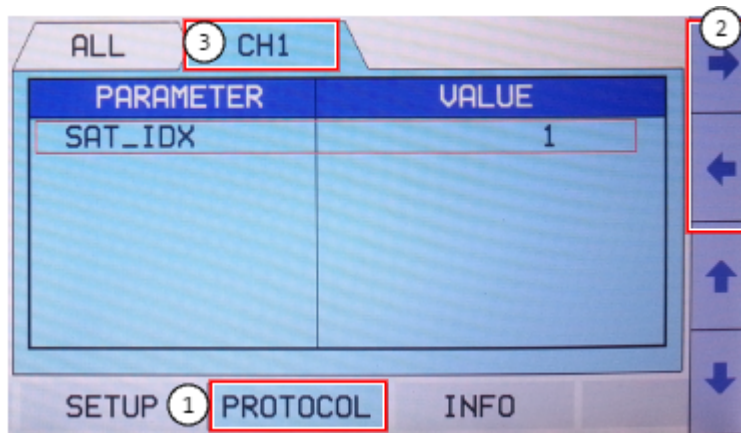 2
ALL 3 CH1
PARAMETER VALUE
SAT_IDX 1
SETUP 1 PROTOCOL INFO